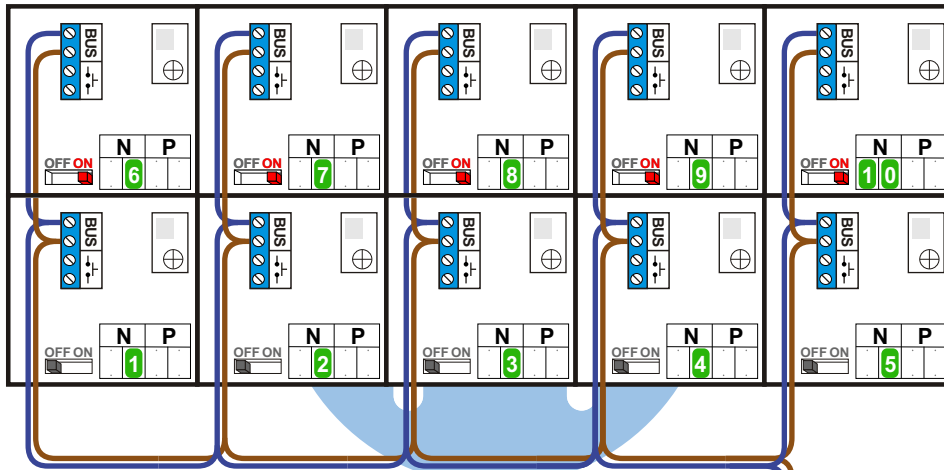 BUS BUS BUS BUS BUS
N P N P N P N P N P
OFF ON 6 OFF ON 7 OFF ON 8 OFF ON 9 OFF ON 1 0
BUS BUS BUS BUS BUS
N P N P N P N P N P
OFF ON 1 OFF ON 2 OFF ON 3 OFF ON 4 OFF ON 5